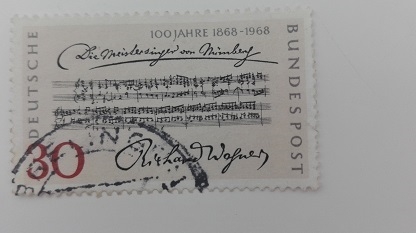 100 JAHRE 1868-1968
DEUTSCHE
BUNDESPOST
Die Meistersinger von Nürnberg
30
Richard Wagner